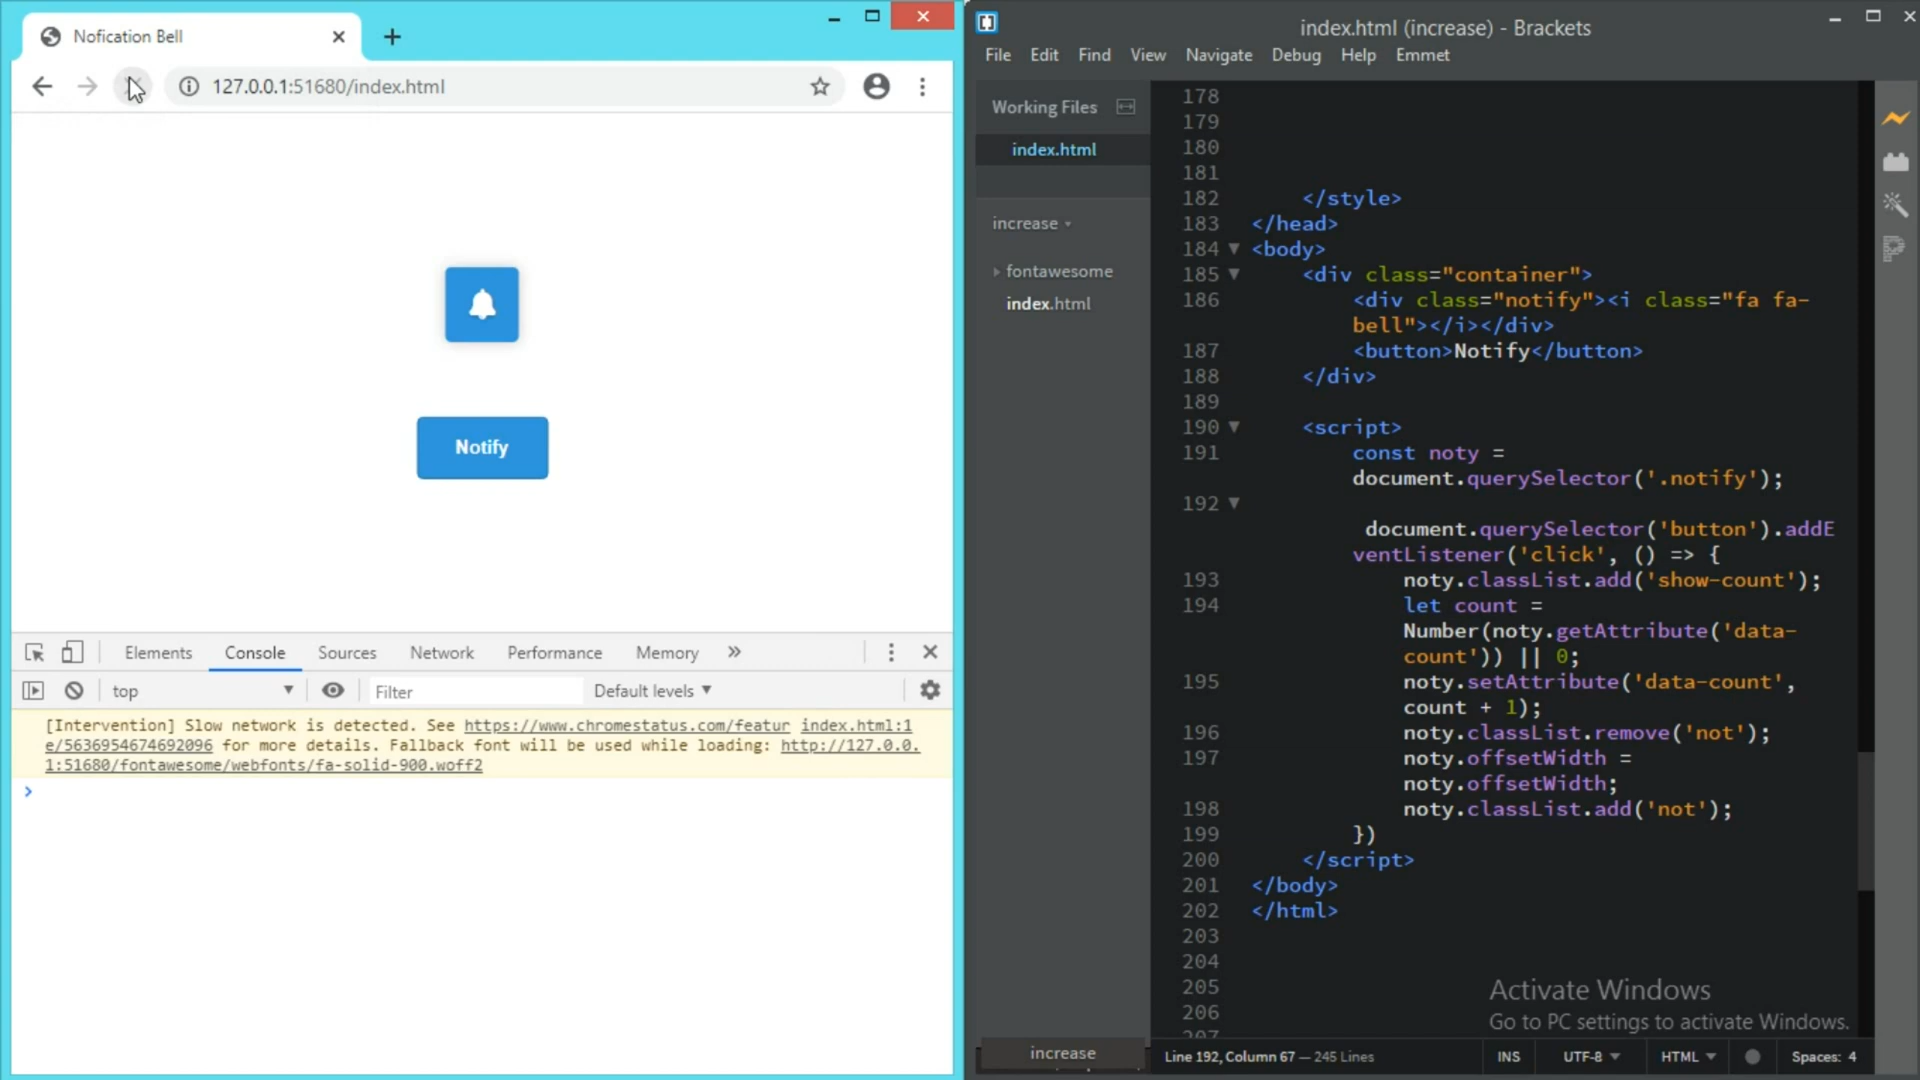 Nofication Bell
127.0.0.1:51680/index.html
Notify
Elements Console Sources Network Performance Memory »
top Filter Default levels
[Intervention] Slow network is detected. See https://www.chromestatus.com/featur index.html:1
e/5636954674692096 for more details. Fallback font will be used while loading: http://127.0.0.
1:51680/fontawesome/webfonts/fa-solid-900.woff2
index.html (increase) - Brackets
File Edit Find View Navigate Debug Help Emmet
Working Files
index.html
increase
fontawesome
index.html
178
179
180
181
182 </style>
183 </head>
184 <body>
185 <div class="container">
186 <div class="notify"><i class="fa fa-
bell"></i></div>
187 <button>Notify</button>
188 </div>
189
190 <script>
191 const noty =
document.querySelector('.notify');
192
document.querySelector('button').addE
ventListener('click', () => {
193 noty.classList.add('show-count');
194 let count =
Number(noty.getAttribute('data-
count')) || 0;
195 noty.setAttribute('data-count',
count + 1);
196 noty.classList.remove('not');
197 noty.offsetWidth =
noty.offsetWidth;
198 noty.classList.add('not');
199 })
200 </script>
201 </body>
202 </html>
203
204
205
206
207
Activate Windows
Go to PC settings to activate Windows.
increase
Line 192, Column 67 — 245 Lines INS UTF-8 HTML Spaces: 4